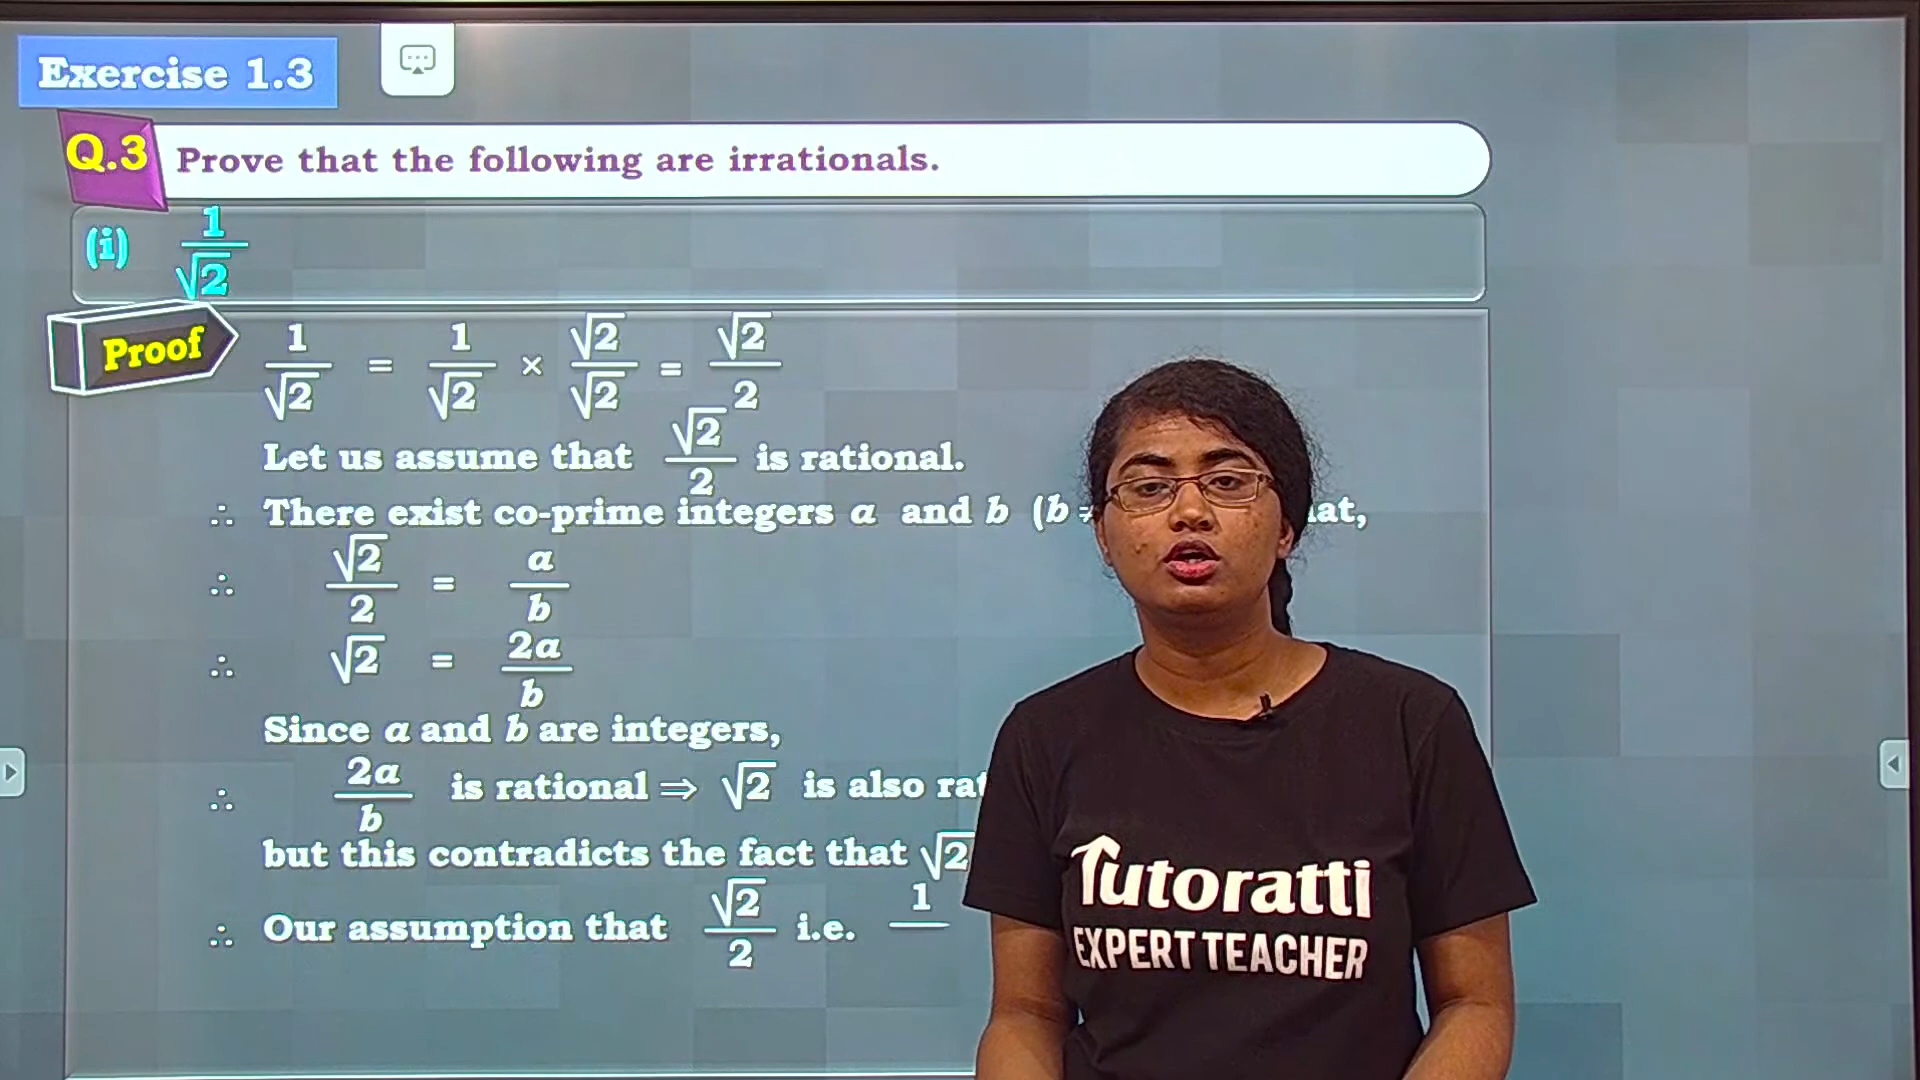 Exercise 1.3
Q.3 Prove that the following are irrationals.
(i) 1/√2
Proof 1/√2 = 1/√2 × √2/√2 = √2/2
Let us assume that √2/2 is rational.
∴ There exist co-prime integers a and b (b ≠
∴ √2/2 = a/b
∴ √2 = 2a/b
Since a and b are integers,
∴ 2a/b is rational ⇒ √2 is also
but this contradicts the fact that √2
∴ Our assumption that √2/2 i.e. 1
Tutoratti
EXPERT TEACHER